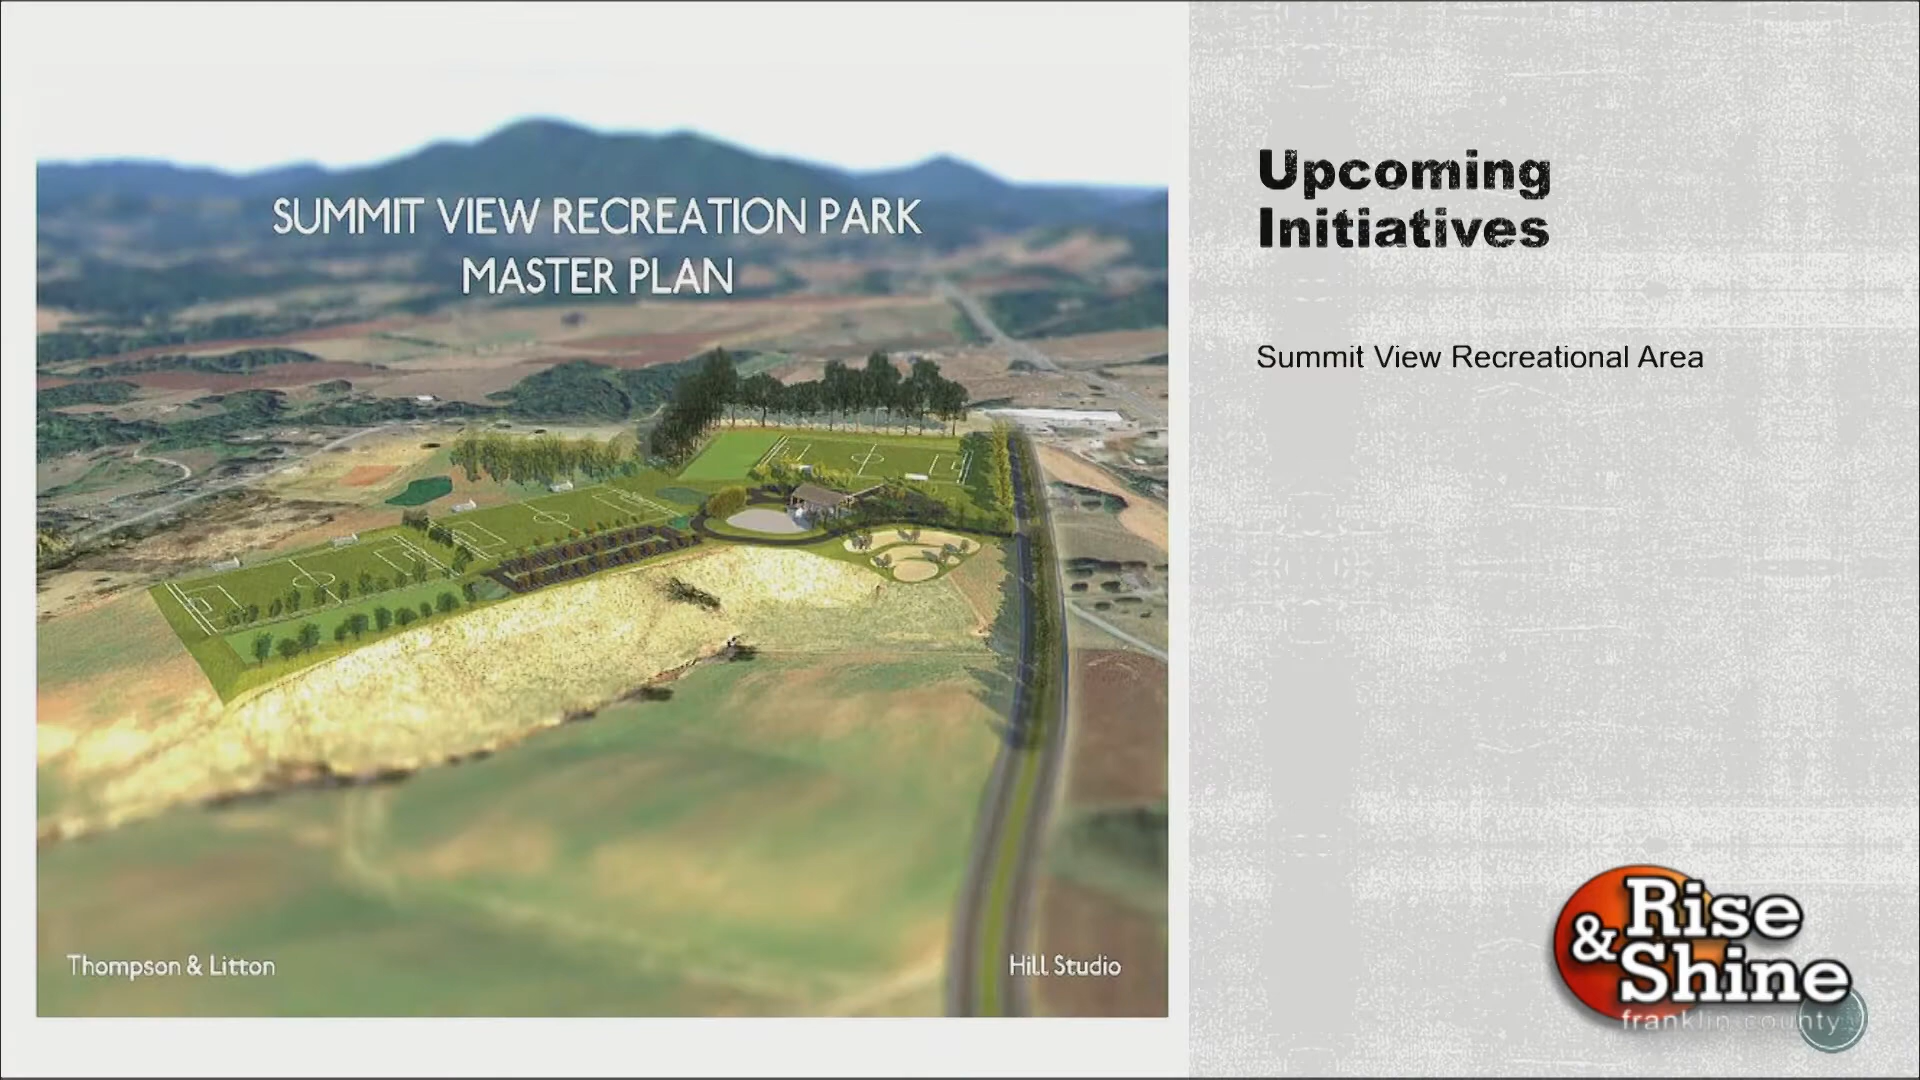 SUMMIT VIEW RECREATION PARK
MASTER PLAN
Thompson & Litton
Hill Studio
Upcoming
Initiatives
Summit View Recreational Area
Rise
& Shine
franklin county